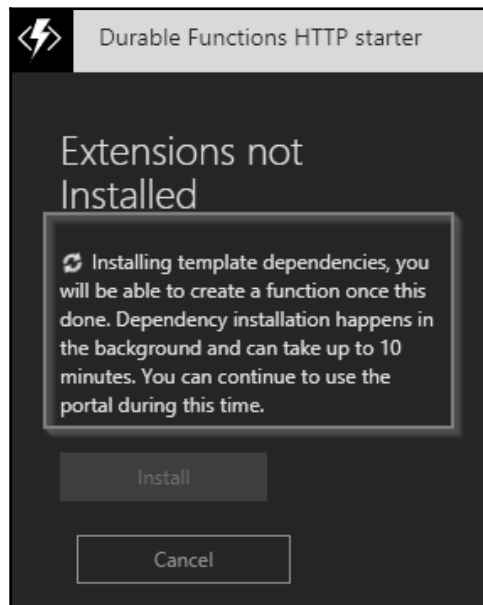 Durable Functions HTTP starter
Extensions not
Installed
Installing template dependencies, you
will be able to create a function once this
done. Dependency installation happens in
the background and can take up to 10
minutes. You can continue to use the
portal during this time.
Install
Cancel